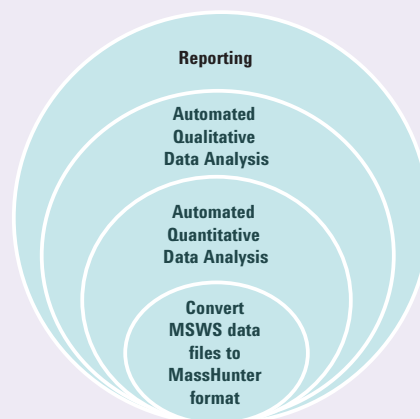 Reporting
Automated
Qualitative
Data Analysis
Automated
Quantitative
Data Analysis
Convert
MSWS data
files to
MassHunter
format